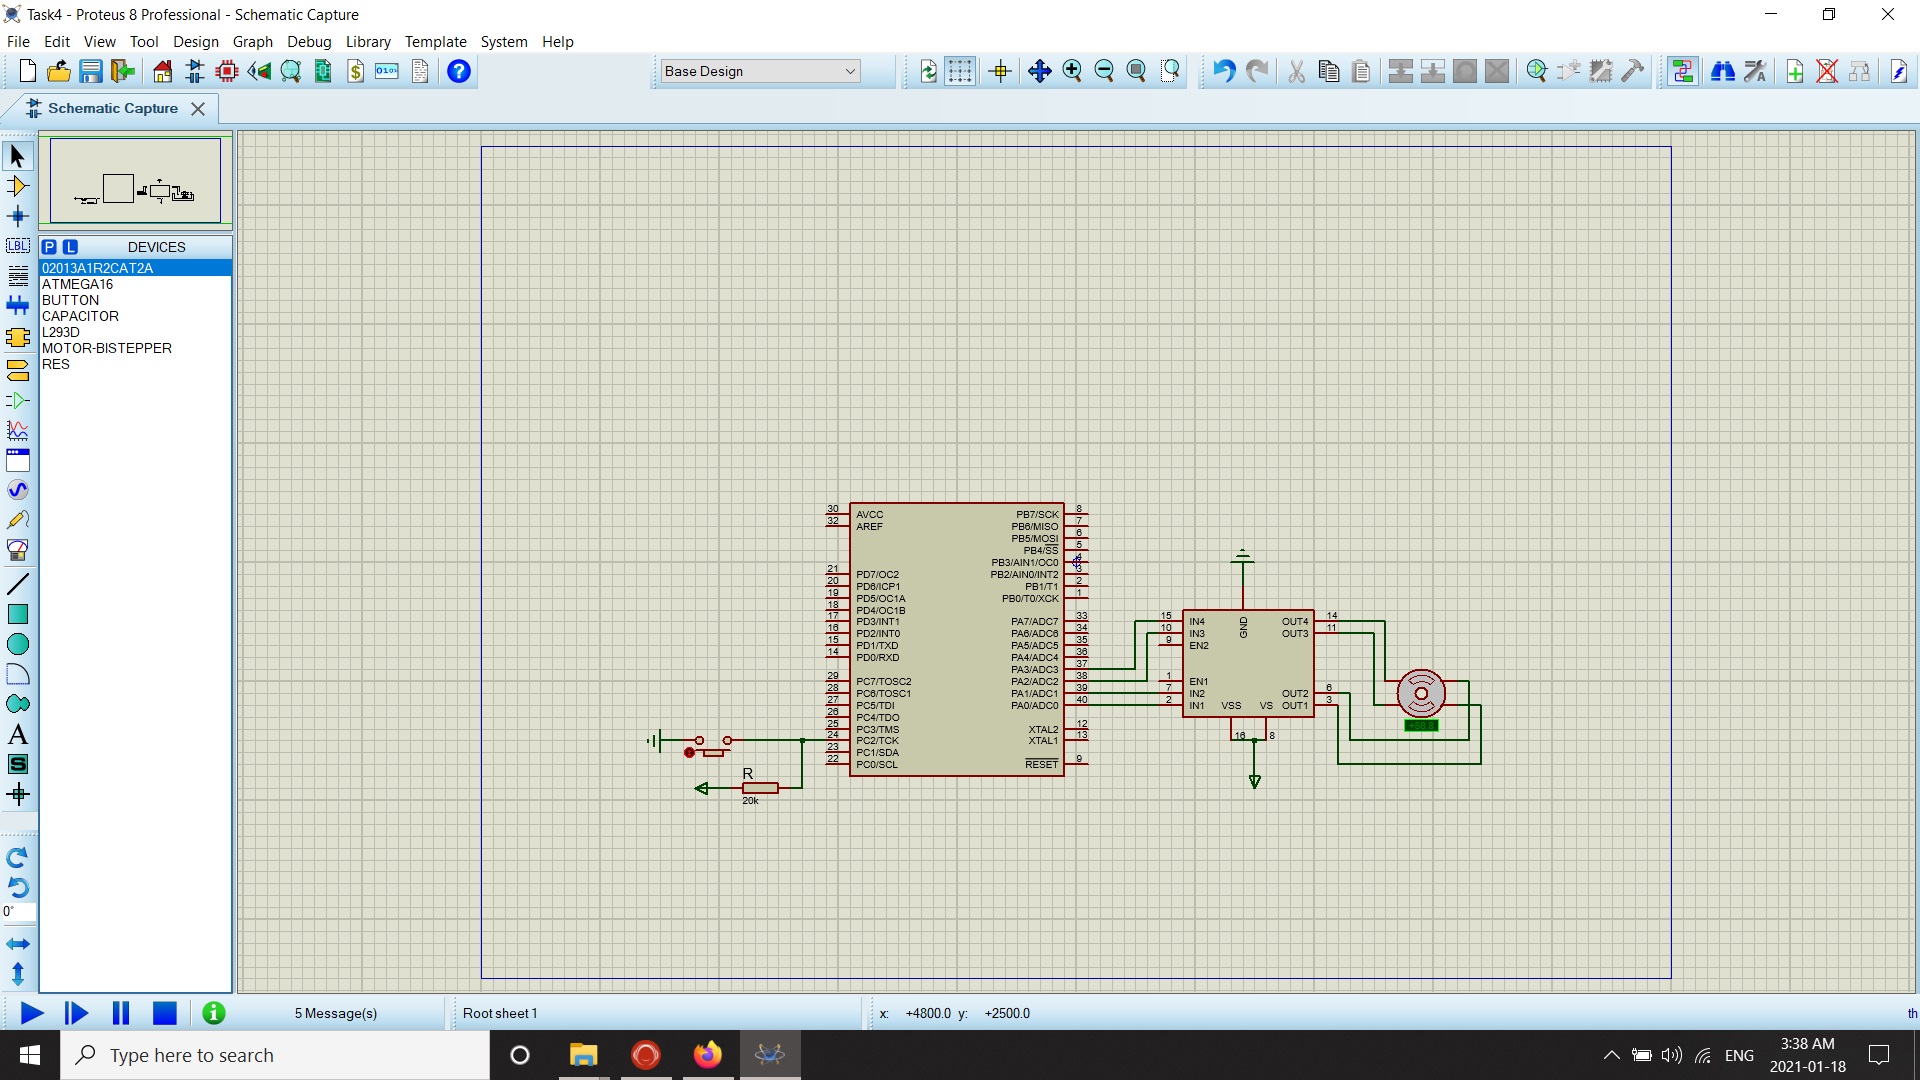 Task4 - Proteus 8 Professional - Schematic Capture
File Edit View Tool Design Graph Debug Library Template System Help
Base Design
Schematic Capture
P L DEVICES
02013A1R2CAT2A
ATMEGA16
BUTTON
CAPACITOR
L293D
MOTOR-BISTEPPER
RES
LBL
A
S
0°
30 AVCC
32 AREF
21 PD7/OC2
20 PD6/ICP1
19 PD5/OC1A
18 PD4/OC1B
17 PD3/INT1
16 PD2/INT0
15 PD1/TXD
14 PD0/RXD
29 PC7/TOSC2
28 PC6/TOSC1
27 PC5/TDI
26 PC4/TDO
25 PC3/TMS
24 PC2/TCK
23 PC1/SDA
22 PC0/SCL
PB7/SCK 8
PB6/MISO 7
PB5/MOSI 6
PB4/SS 5
PB3/AIN1/OC0 4
PB2/AIN0/INT2 3
PB1/T1 2
PB0/T0/XCK 1
PA7/ADC7 33
PA6/ADC6 34
PA5/ADC5 35
PA4/ADC4 36
PA3/ADC3 37
PA2/ADC2 38
PA1/ADC1 39
PA0/ADC0 40
XTAL2 12
XTAL1 13
RESET 9
R
20k
15 IN4
10 IN3
9 EN2
1 EN1
7 IN2
2 IN1
GND
OUT4 14
OUT3 11
OUT2 6
OUT1 3
VSS VS
16 8
5 Message(s)
Root sheet 1
x: +4800.0 y: +2500.0
th
Type here to search
ENG
3:38 AM
2021-01-18